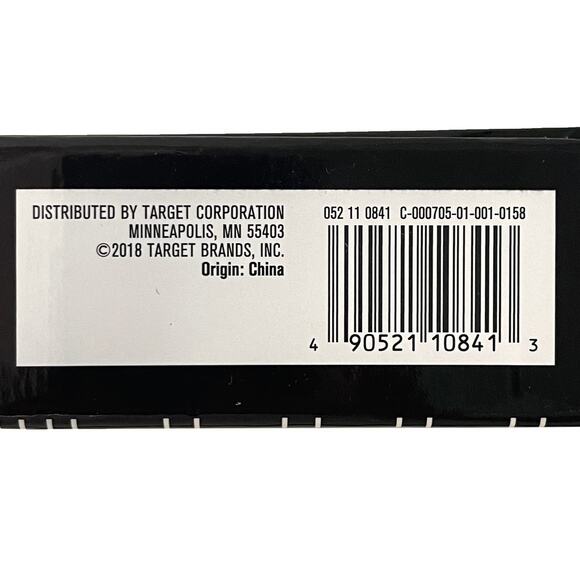 DISTRIBUTED BY TARGET CORPORATION
MINNEAPOLIS, MN 55403
©2018 TARGET BRANDS, INC.
Origin: China
052 11 0841 C-000705-01-001-0158
4 90521 10841 3